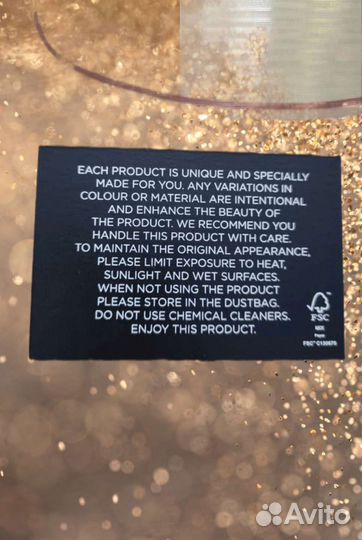 EACH PRODUCT IS UNIQUE AND SPECIALLY
MADE FOR YOU. ANY VARIATIONS IN
COLOUR OR MATERIAL ARE INTENTIONAL
AND ENHANCE THE BEAUTY OF
THE PRODUCT. WE RECOMMEND YOU
HANDLE THIS PRODUCT WITH CARE.
TO MAINTAIN THE ORIGINAL APPEARANCE,
PLEASE LIMIT EXPOSURE TO HEAT,
SUNLIGHT AND WET SURFACES.
WHEN NOT USING THE PRODUCT
PLEASE STORE IN THE DUSTBAG.
DO NOT USE CHEMICAL CLEANERS.
ENJOY THIS PRODUCT.
FSC
MIX
Paper
Avito